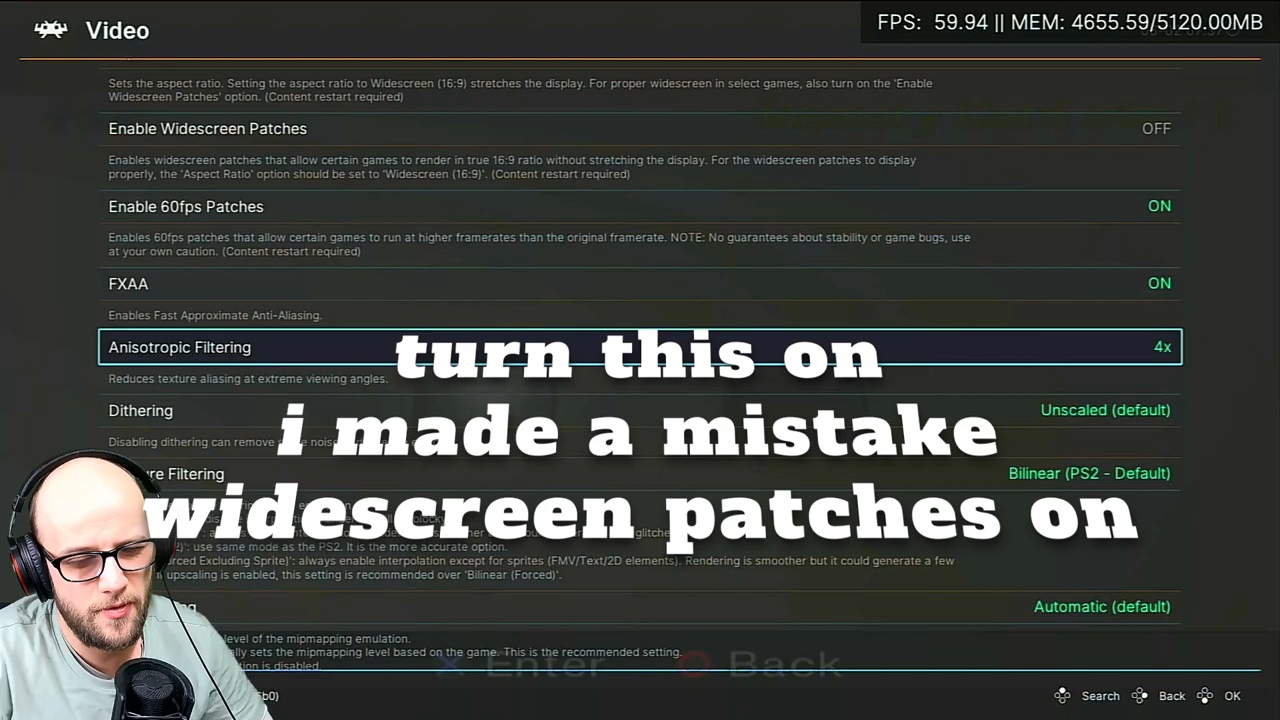 Video
FPS: 59.94 || MEM: 4655.59/5120.00MB
Sets the aspect ratio. Setting the aspect ratio to Widescreen (16:9) stretches the display. For proper widescreen in select games, also turn on the 'Enable
Widescreen Patches' option. (Content restart required)
Enable Widescreen Patches OFF
Enables widescreen patches that allow certain games to render in true 16:9 ratio without stretching the display. For the widescreen patches to display
properly, the 'Aspect Ratio' option should be set to 'Widescreen (16:9)'. (Content restart required)
Enable 60fps Patches ON
Enables 60fps patches that allow certain games to run at higher framerates than the original framerate. NOTE: No guarantees about stability or game bugs, use
at your own caution. (Content restart required)
FXAA ON
Enables Fast Approximate Anti-Aliasing.
Anisotropic Filtering 4x
turn this on
Reduces texture aliasing at extreme viewing angles.
Dithering Unscaled (default)
i made a mistake
Disabling dithering can remove
Filtering Bilinear (PS2 - Default)
widescreen patches on
use same mode as the PS2. It is the more accurate option.
Excluding Sprite)': always enable interpolation except for sprites (FMV/Text/2D elements). Rendering is smoother but it could generate a few
upscaling is enabled, this setting is recommended over 'Bilinear (Forced)'.
Automatic (default)
level of the mipmapping emulation.
sets the mipmapping level based on the game. This is the recommended setting.
is disabled.
Enter Back
Search Back OK